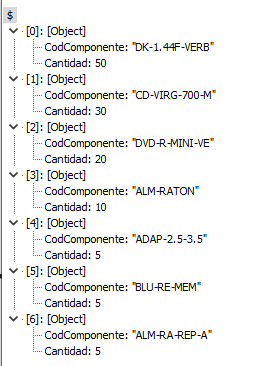 $
[0]: [Object]
CodComponente: "DK-1.44F-VERB"
Cantidad: 50
[1]: [Object]
CodComponente: "CD-VIRG-700-M"
Cantidad: 30
[2]: [Object]
CodComponente: "DVD-R-MINI-VE"
Cantidad: 20
[3]: [Object]
CodComponente: "ALM-RATON"
Cantidad: 10
[4]: [Object]
CodComponente: "ADAP-2.5-3.5"
Cantidad: 5
[5]: [Object]
CodComponente: "BLU-RE-MEM"
Cantidad: 5
[6]: [Object]
CodComponente: "ALM-RA-REP-A"
Cantidad: 5